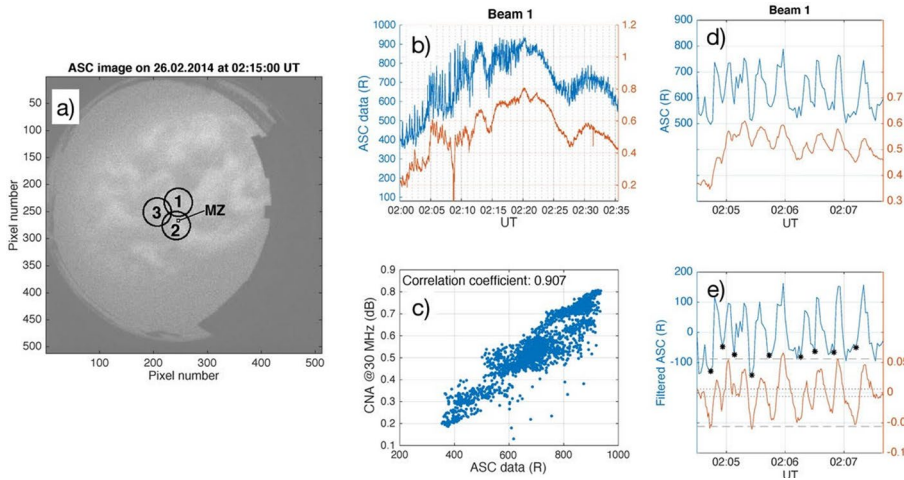 ASC image on 26.02.2014 at 02:15:00 UT
a)
50
100
150
200
250
300
350
400
450
500
Pixel number
1
3
2
MZ
100 200 300 400 500
Pixel number
Beam 1
b)
1000
900
800
700
600
500
400
300
200
100
ASC data (R)
1.2
1
0.8
0.6
0.4
0.2
02:00 02:05 02:10 02:15 02:20 02:25 02:30 02:35
UT
Correlation coefficient: 0.907
c)
0.9
0.8
0.7
0.6
0.5
0.4
0.3
0.2
0.1
CNA @30 MHz (dB)
200 400 600 800 1000
ASC data (R)
Beam 1
d)
900
800
700
600
500
ASC (R)
0.7
0.6
0.5
0.4
0.3
02:05 02:06 02:07
UT
e)
200
100
0
-100
Filtered ASC (R)
0.05
0
-0.0
-0.1
02:05 02:06 02:07
UT